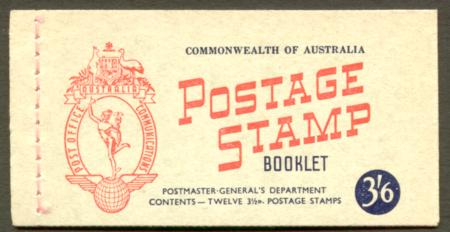 COMMONWEALTH OF AUSTRALIA
POSTAGE
STAMP
BOOKLET
AUSTRALIA
POST OFFICE COMMUNICATIONS
POSTMASTER-GENERAL'S DEPARTMENT
CONTENTS — TWELVE 3½D. POSTAGE STAMPS
3'6